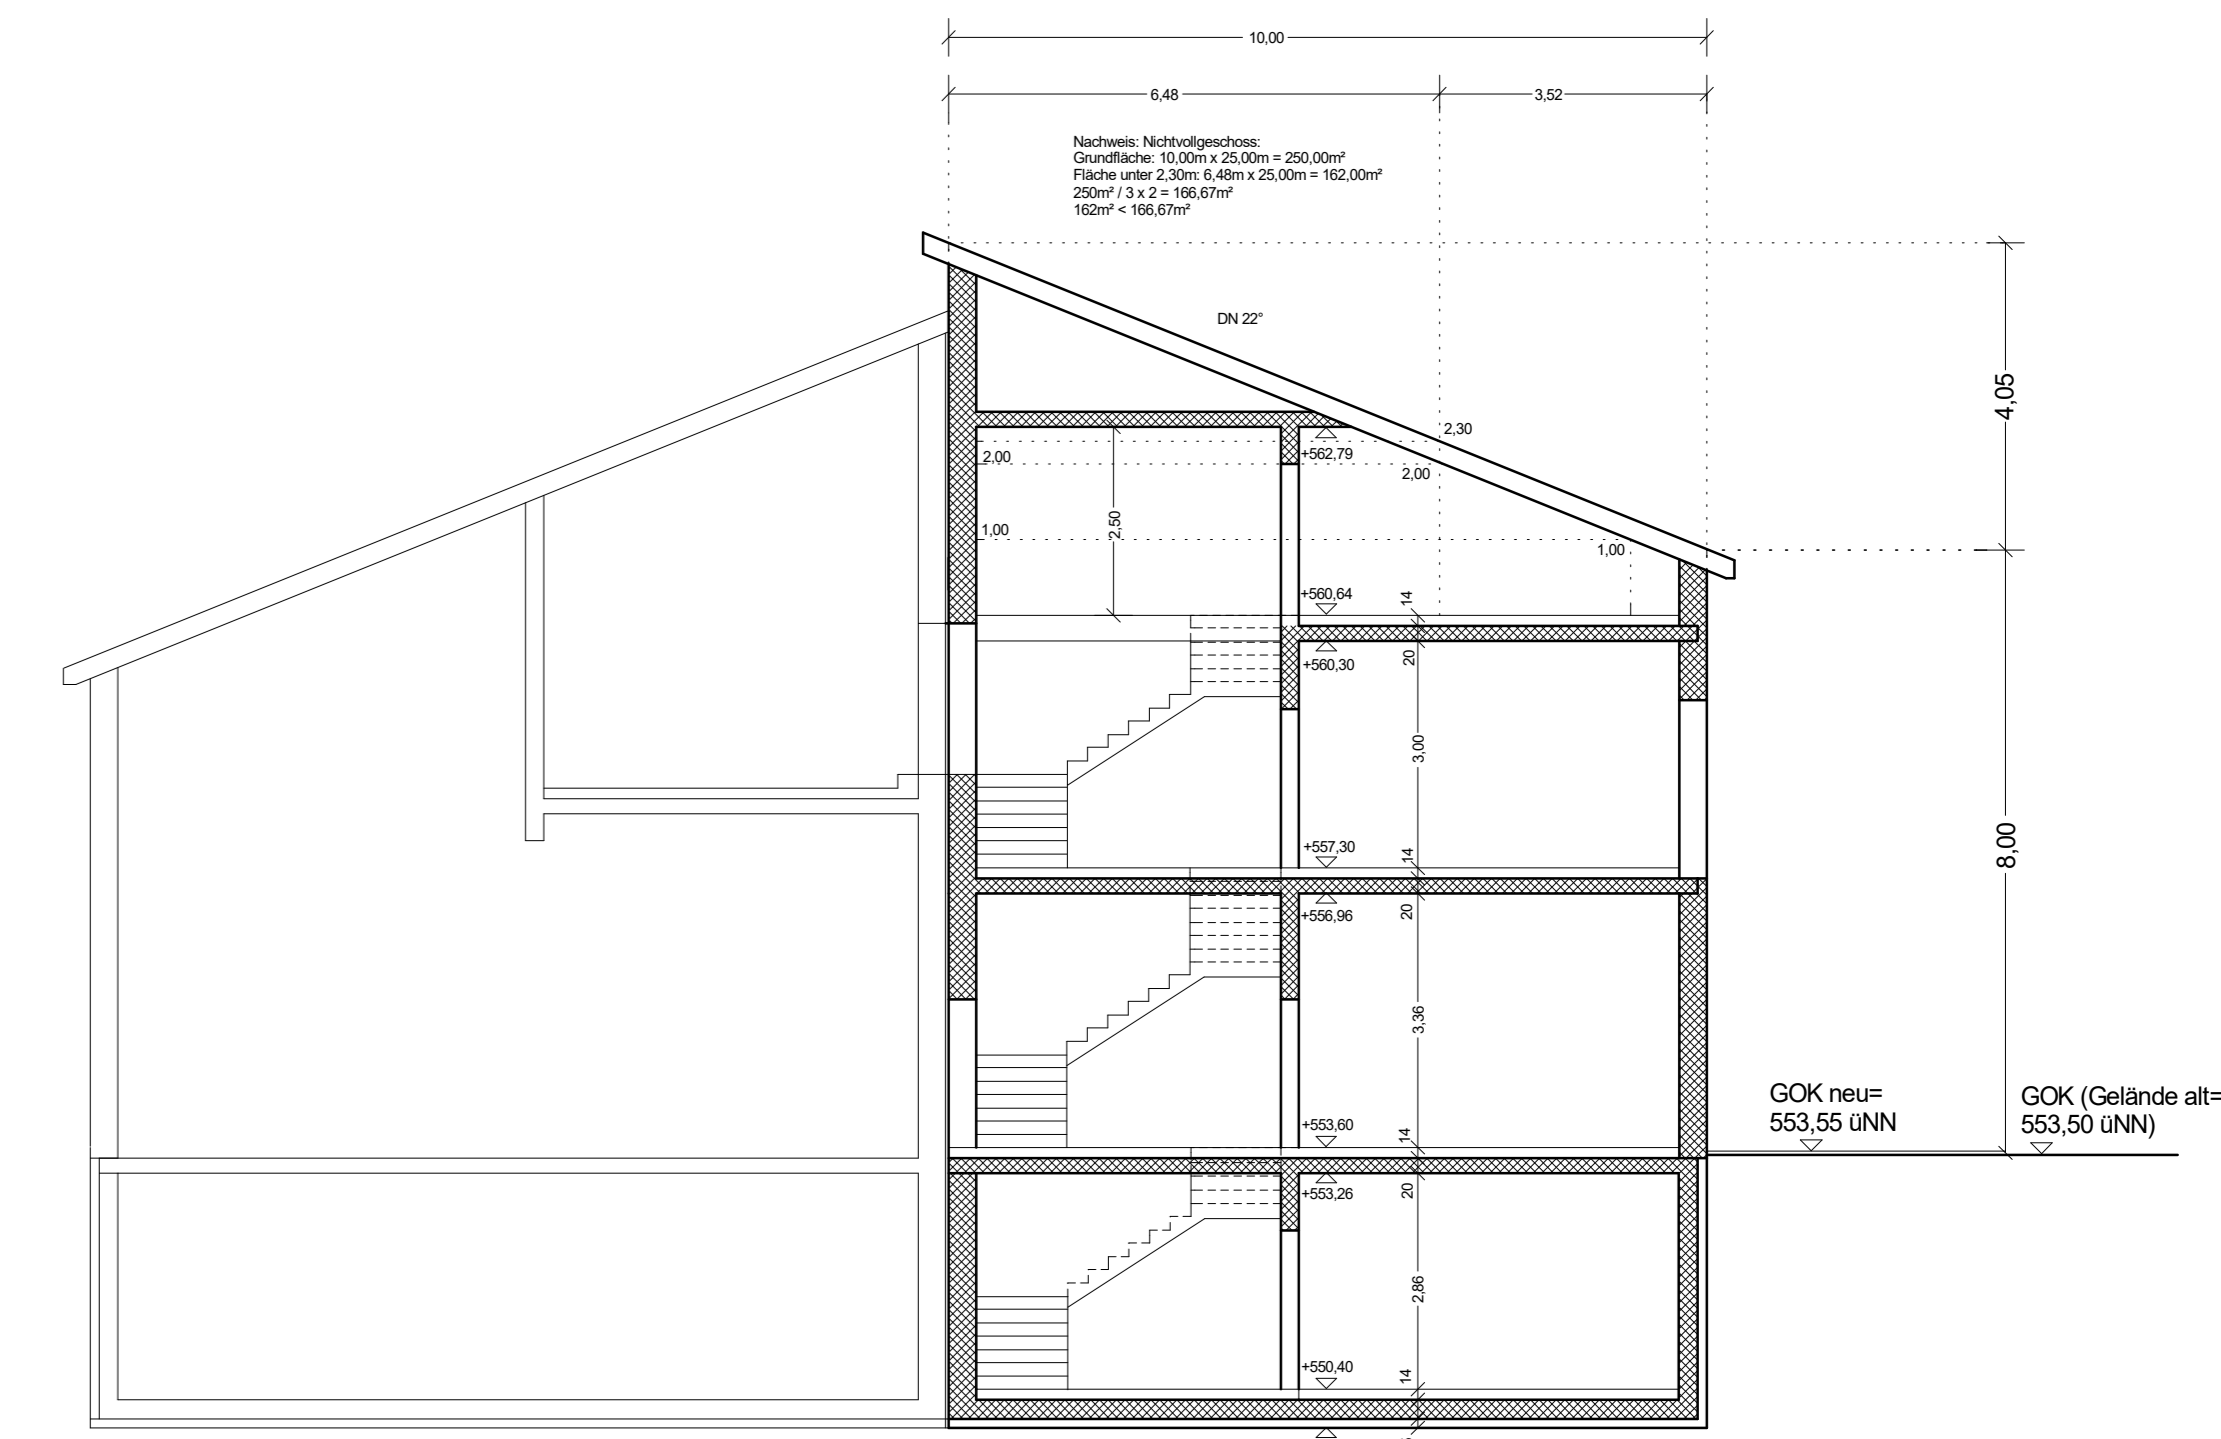 10,00
6,48
3,52
Nachweis: Nichtvollgeschoss:
Grundfläche: 10,00m x 25,00m = 250,00m²
Fläche unter 2,30m: 6,48m x 25,00m = 162,00m²
250m² / 3 x 2 = 166,67m²
162m² < 166,67m²
DN 22°
4,05
2,30
2,00
+562,79
2,00
2,50
1,00
1,00
+560,64
14
+560,30
20
3,00
8,00
+557,30
14
+556,96
20
3,36
GOK neu=
553,55 üNN
GOK (Gelände alt=
553,50 üNN)
+553,60
14
+553,26
20
2,86
+550,40
14